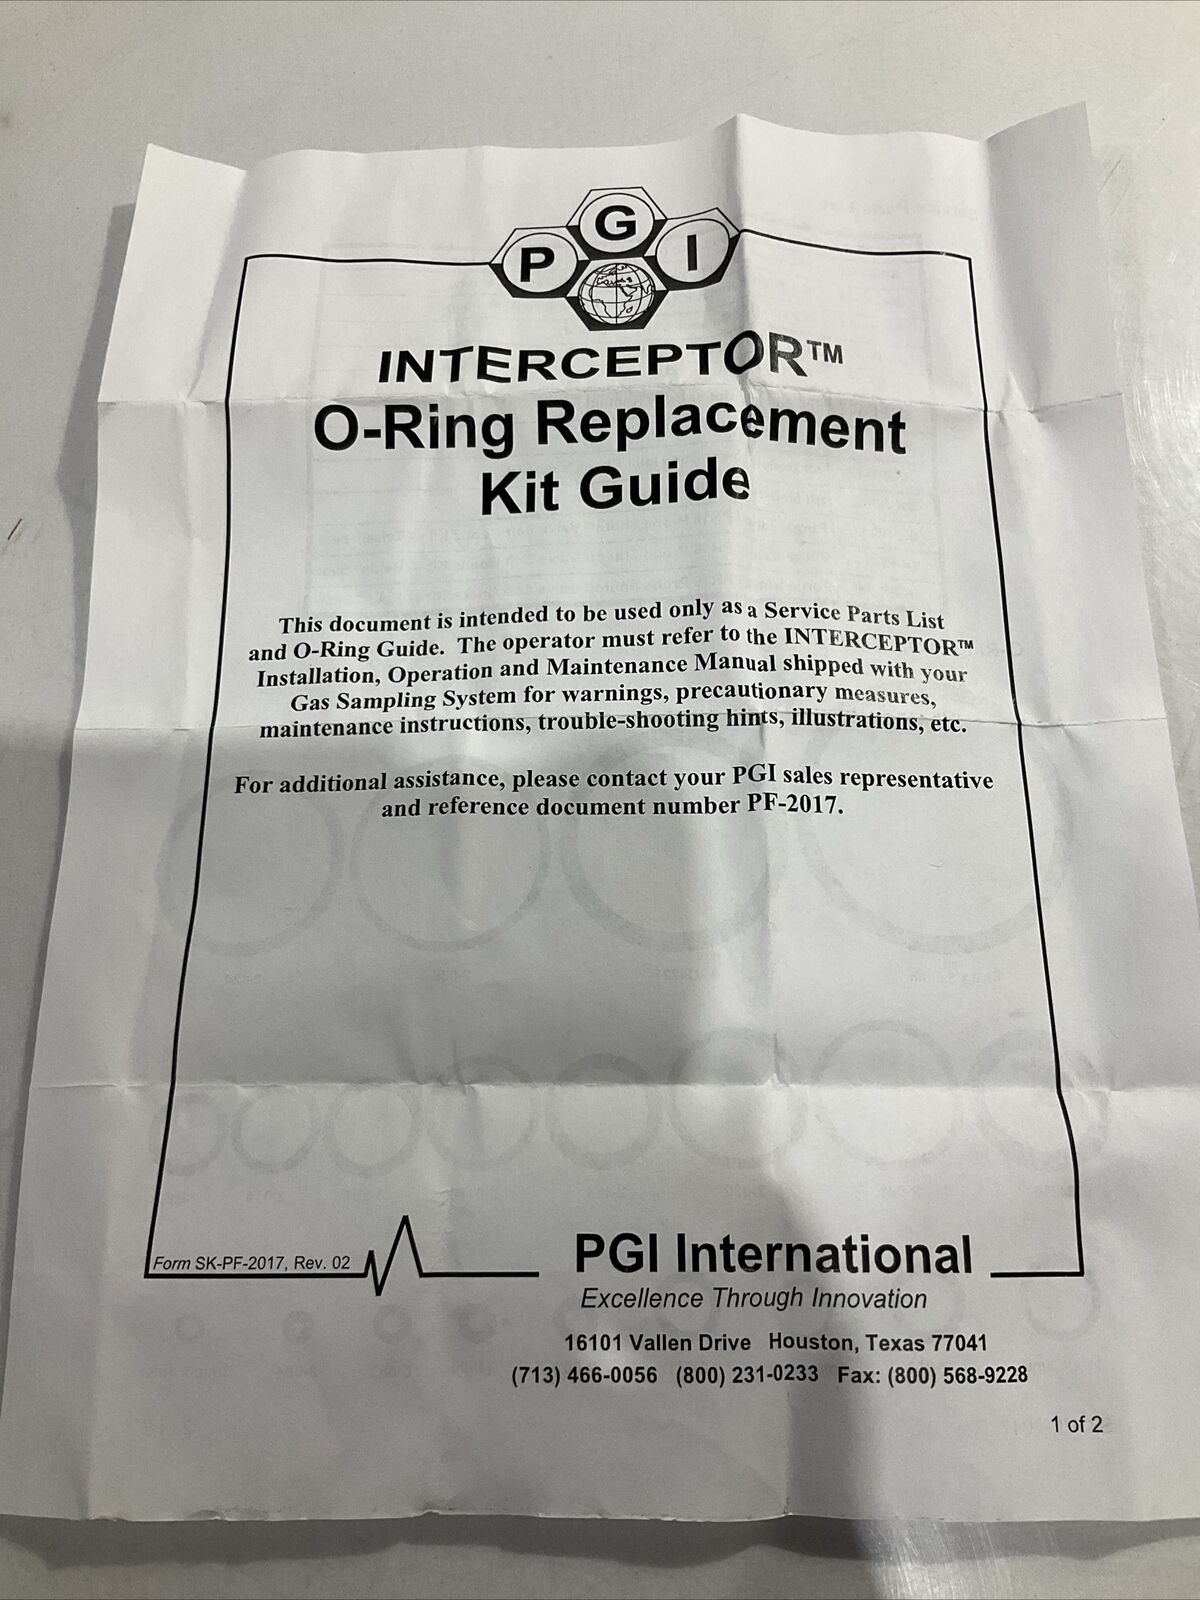 P G I
INTERCEPTOR™
O-Ring Replacement
Kit Guide
This document is intended to be used only as a Service Parts List
and O-Ring Guide. The operator must refer to the INTERCEPTOR™
Installation, Operation and Maintenance Manual shipped with your
Gas Sampling System for warnings, precautionary measures,
maintenance instructions, trouble-shooting hints, illustrations, etc.
For additional assistance, please contact your PGI sales representative
and reference document number PF-2017.
Form SK-PF-2017, Rev. 02
PGI International
Excellence Through Innovation
16101 Vallen Drive Houston, Texas 77041
(713) 466-0056 (800) 231-0233 Fax: (800) 568-9228
1 of 2